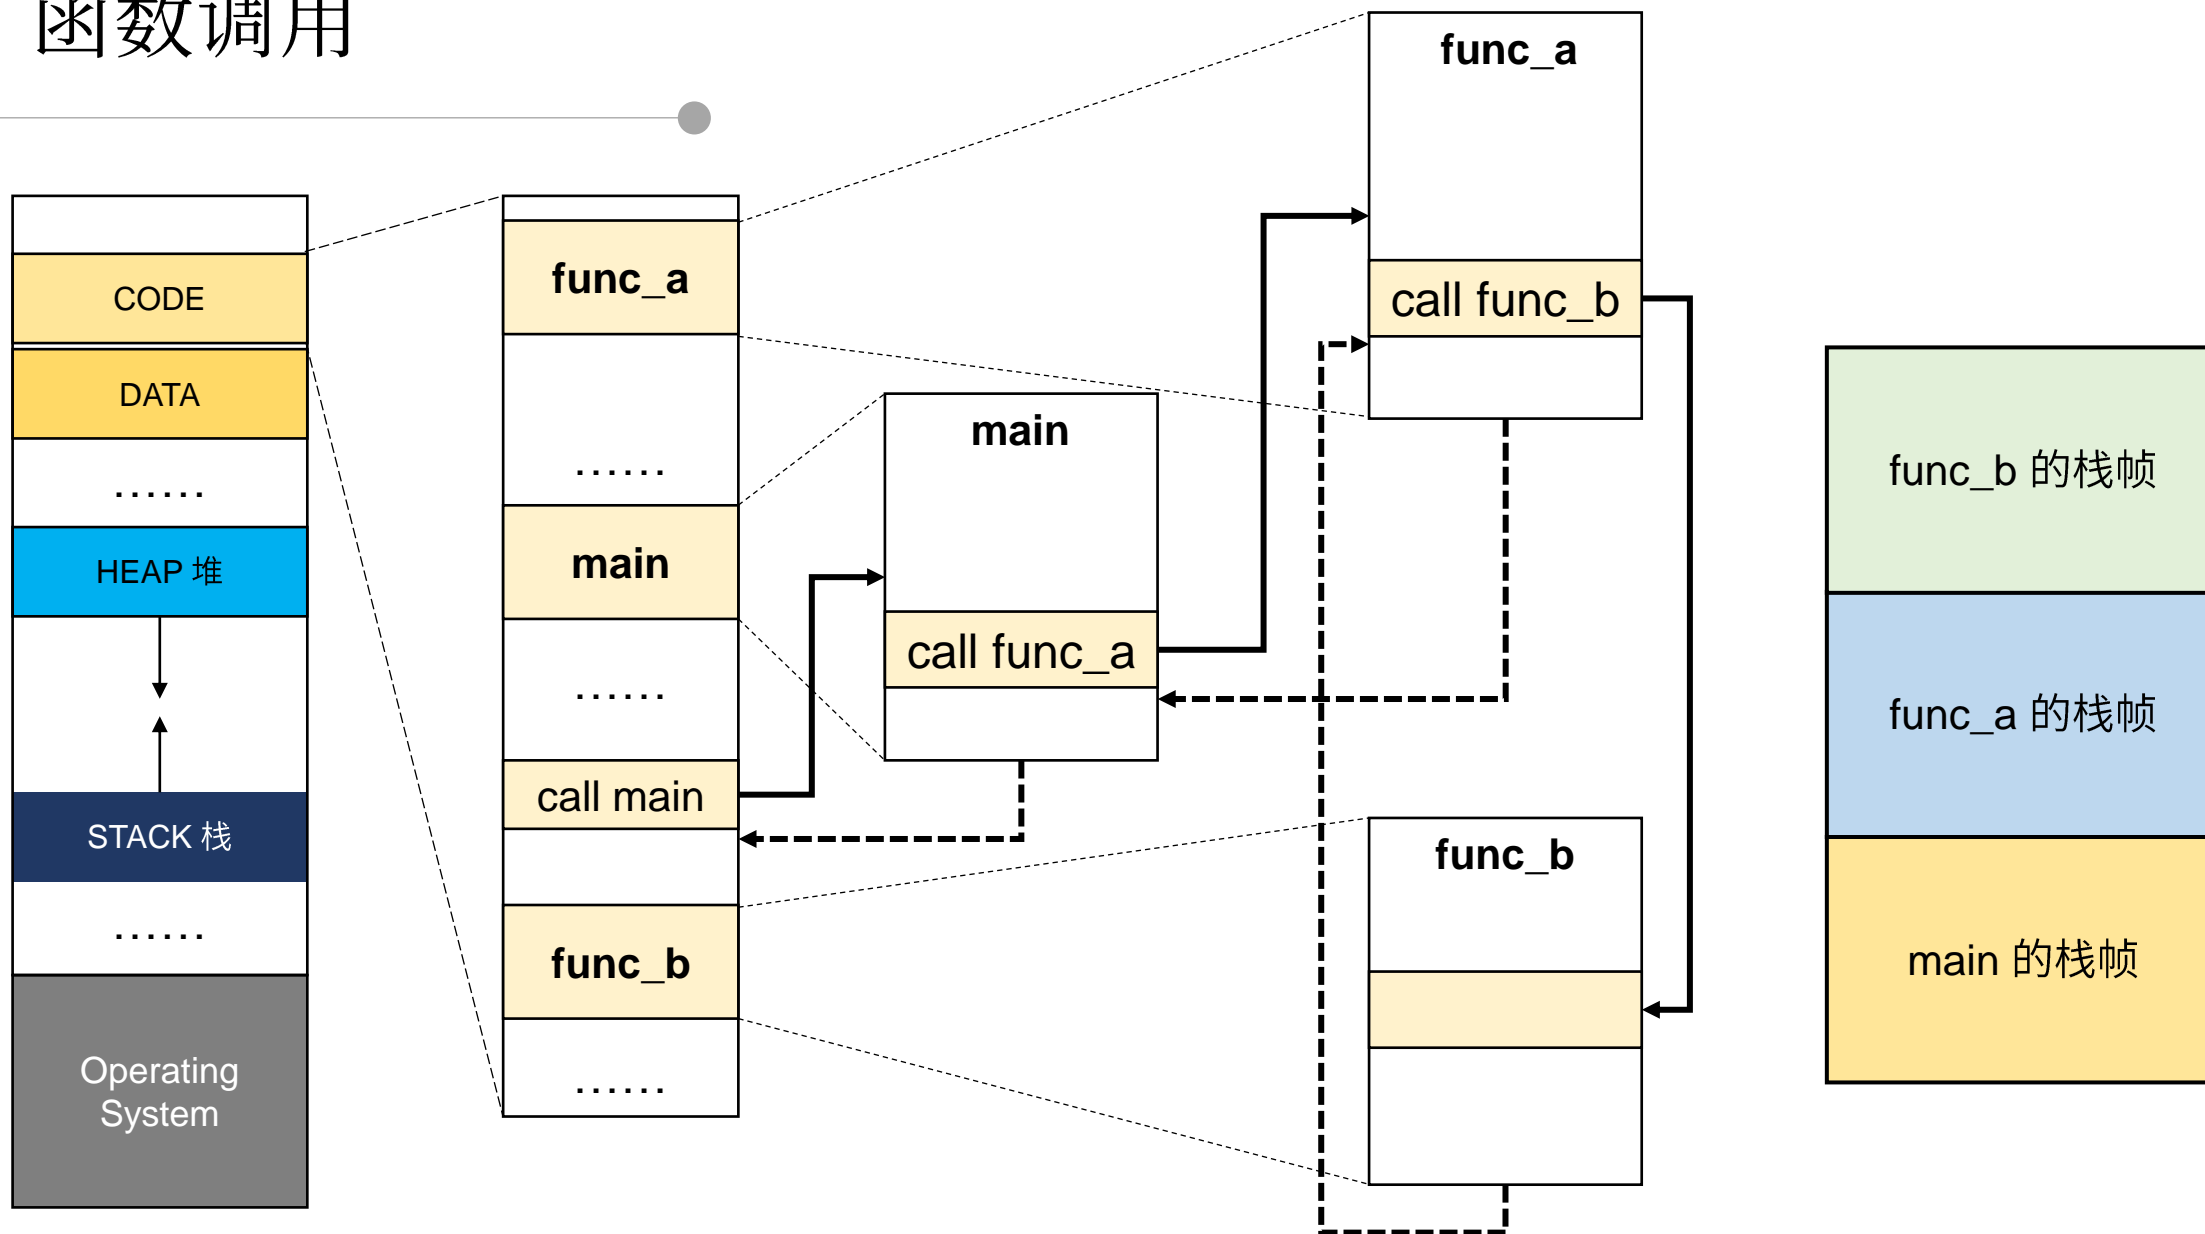 函数调用
CODE
DATA
……
HEAP 堆
STACK 栈
……
Operating
System
func_a
……
main
……
call main
func_b
……
main
call func_a
func_a
call func_b
func_b
func_b 的栈帧
func_a 的栈帧
main 的栈帧